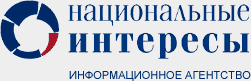 национальные
интересы
ИНФОРМАЦИОННОЕ АГЕНТСТВО